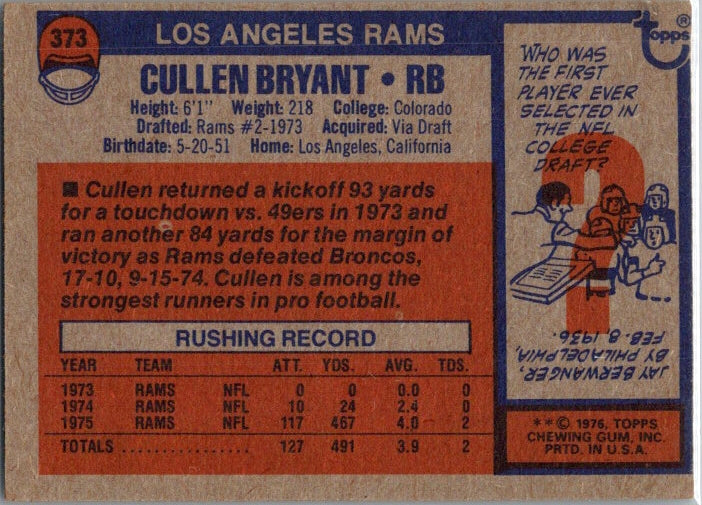 373
LOS ANGELES RAMS
CULLEN BRYANT • RB
Height: 6'1" Weight: 218 College: Colorado
Drafted: Rams #2-1973 Acquired: Via Draft
Birthdate: 5-20-51 Home: Los Angeles, California
■ Cullen returned a kickoff 93 yards
for a touchdown vs. 49ers in 1973 and
ran another 84 yards for the margin of
victory as Rams defeated Broncos,
17-10, 9-15-74. Cullen is among the
strongest runners in pro football.
RUSHING RECORD
YEAR TEAM ATT. YDS. AVG. TDS.
1973 RAMS NFL 0 0 0.0 0
1974 RAMS NFL 10 24 2.4 0
1975 RAMS NFL 117 467 4.0 2
TOTALS ................ 127 491 3.9 2
Topps ®
WHO WAS
THE FIRST
PLAYER EVER
SELECTED IN
THE NFL
COLLEGE
DRAFT?
?
JAY BERWANGER,
BY PHILADELPHIA,
FEB. 8, 1936.
**© 1976, TOPPS
CHEWING GUM, INC.
PRTD. IN U.S.A.